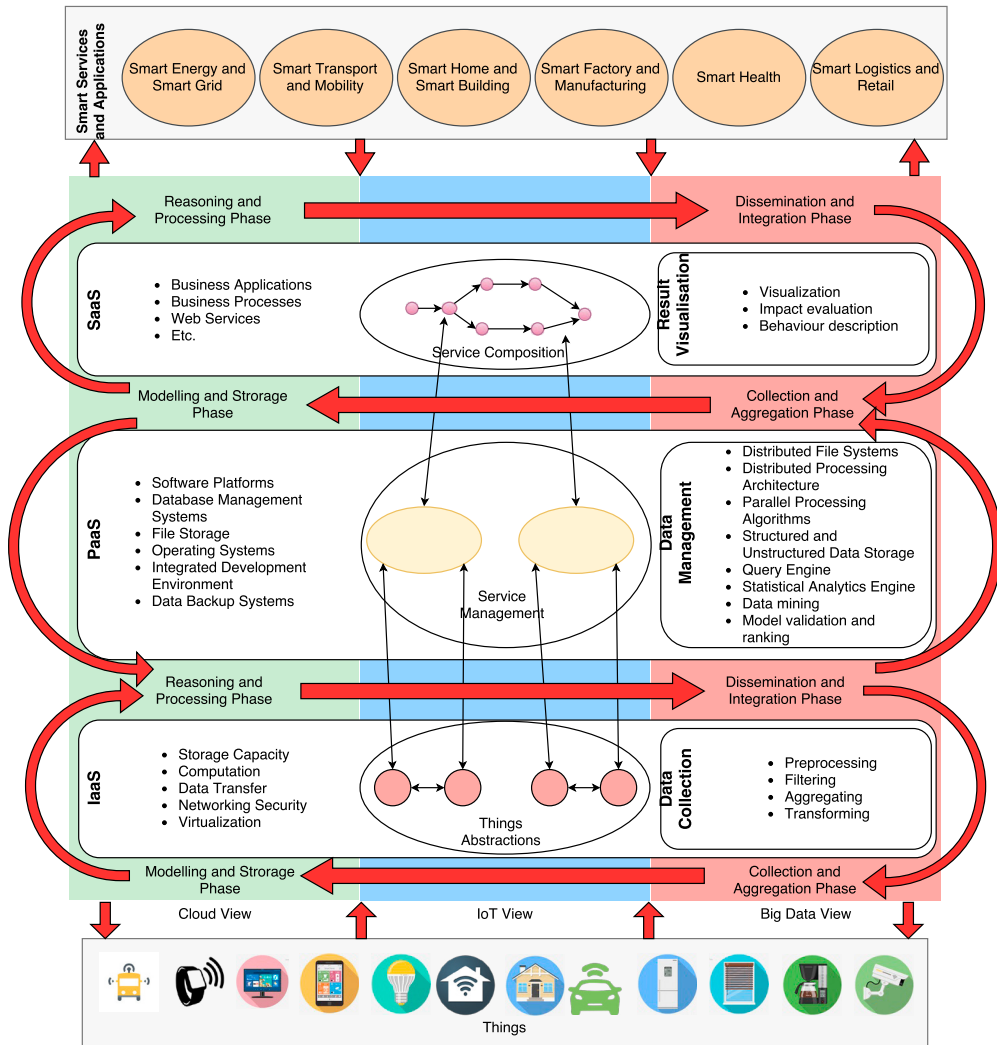 Smart Services
and Applications
Smart Energy and
Smart Grid
Smart Transport
and Mobility
Smart Home and
Smart Building
Smart Factory and
Manufacturing
Smart Health
Smart Logistics and
Retail
Reasoning and
Processing Phase
Dissemination and
Integration Phase
SaaS
• Business Applications
• Business Processes
• Web Services
• Etc.
Service Composition
Result
Visualisation
• Visualization
• Impact evaluation
• Behaviour description
Modelling and Strorage
Phase
Collection and
Aggregation Phase
PaaS
• Software Platforms
• Database Management
Systems
• File Storage
• Operating Systems
• Integrated Development
Environment
• Data Backup Systems
Service
Management
Data
Management
• Distributed File Systems
• Distributed Processing
Architecture
• Parallel Processing
Algorithms
• Structured and
Unstructured Data Storage
• Query Engine
• Statistical Analytics Engine
• Data mining
• Model validation and
ranking
Reasoning and
Processing Phase
Dissemination and
Integration Phase
IaaS
• Storage Capacity
• Computation
• Data Transfer
• Networking Security
• Virtualization
Things
Abstractions
Data
Collection
• Preprocessing
• Filtering
• Aggregating
• Transforming
Modelling and Strorage
Phase
Collection and
Aggregation Phase
Cloud View
IoT View
Big Data View
Things